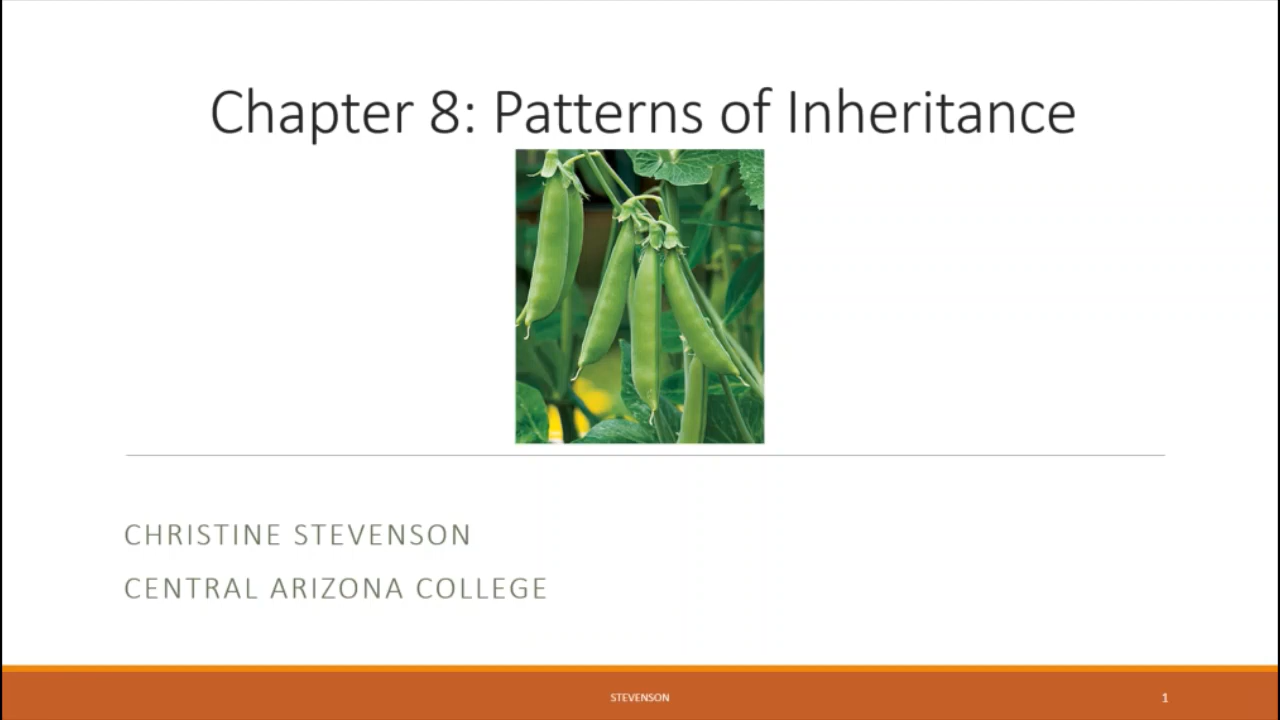 Chapter 8: Patterns of Inheritance
CHRISTINE STEVENSON
CENTRAL ARIZONA COLLEGE
STEVENSON
1